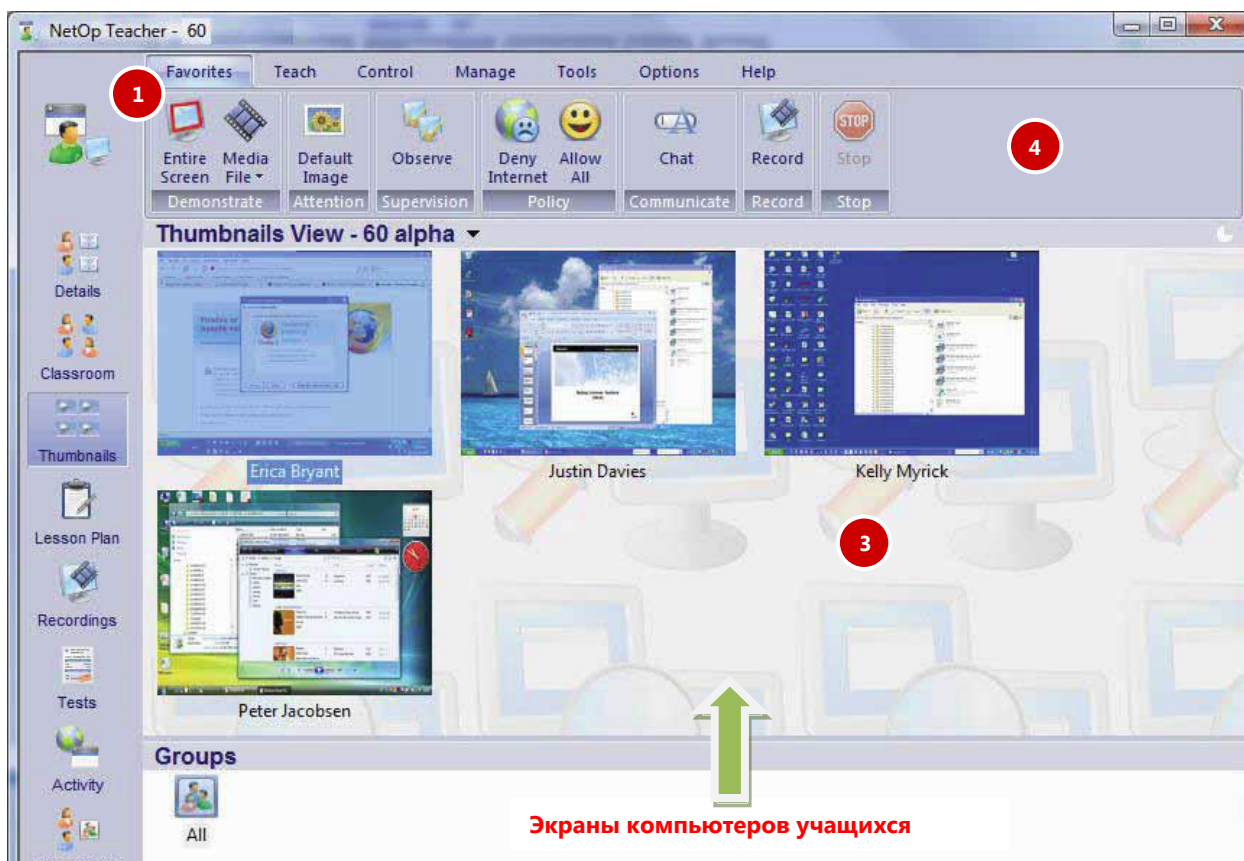 NetOp Teacher - 60
Favorites Teach Control Manage Tools Options Help
1
Entire Screen
Media File
Default Image
Observe
Deny Internet
Allow All
Chat
Record
STOP
Stop
4
Demonstrate Attention Supervision Policy Communicate Record Stop
Thumbnails View - 60 alpha
Details
Classroom
Thumbnails
Lesson Plan
Recordings
Tests
Activity
Erica Bryant
Justin Davies
Kelly Myrick
3
Peter Jacobsen
Groups
All
Экраны компьютеров учащихся